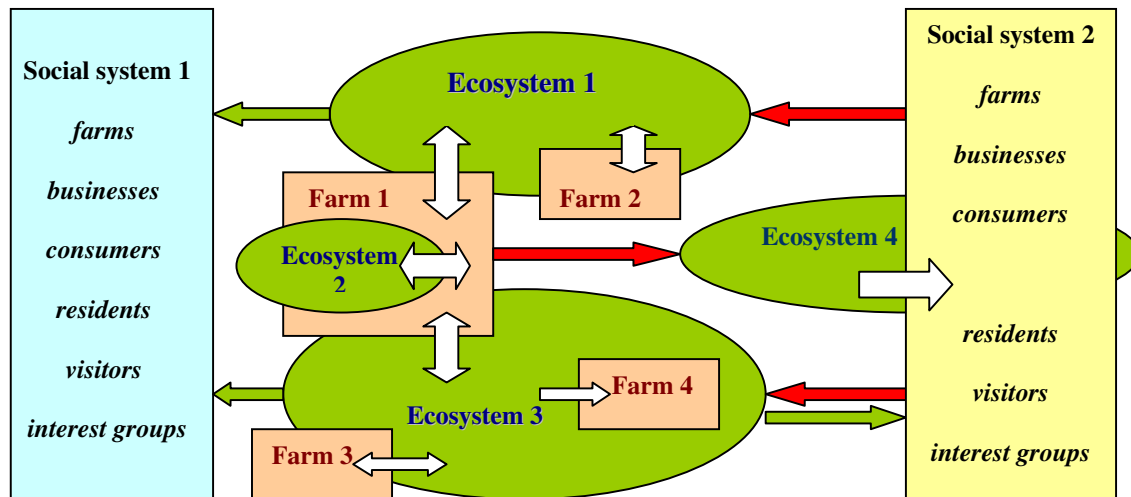 Social system 1
farms
businesses
consumers
residents
visitors
interest groups
Ecosystem 1
Farm 1
Farm 2
Ecosystem
2
Ecosystem 4
Ecosystem 3
Farm 4
Farm 3
Social system 2
farms
businesses
consumers
residents
visitors
interest groups